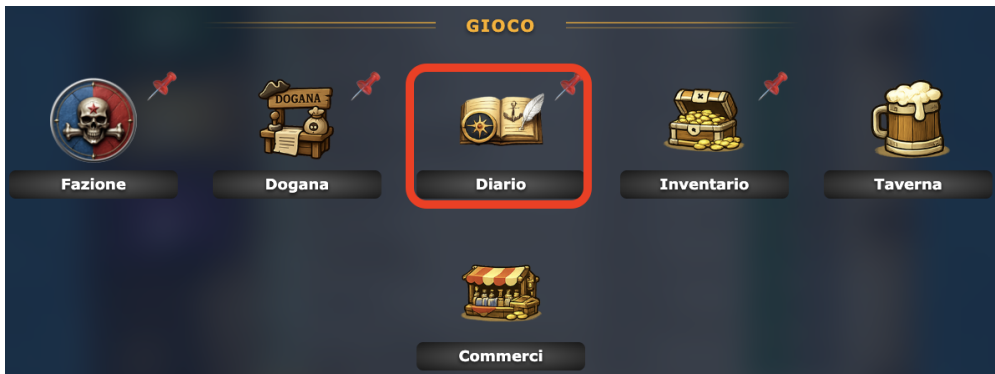 GIOCO
DOGANA
Fazione
Dogana
Diario
Inventario
Taverna
Commerci